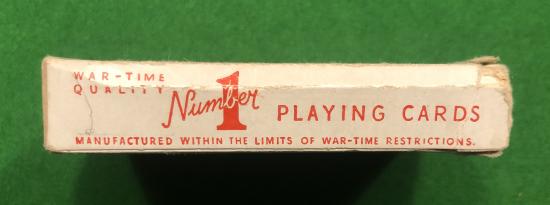 WAR-TIME
QUALITY
Number 1 PLAYING CARDS
MANUFACTURED WITHIN THE LIMITS OF WAR-TIME RESTRICTIONS.